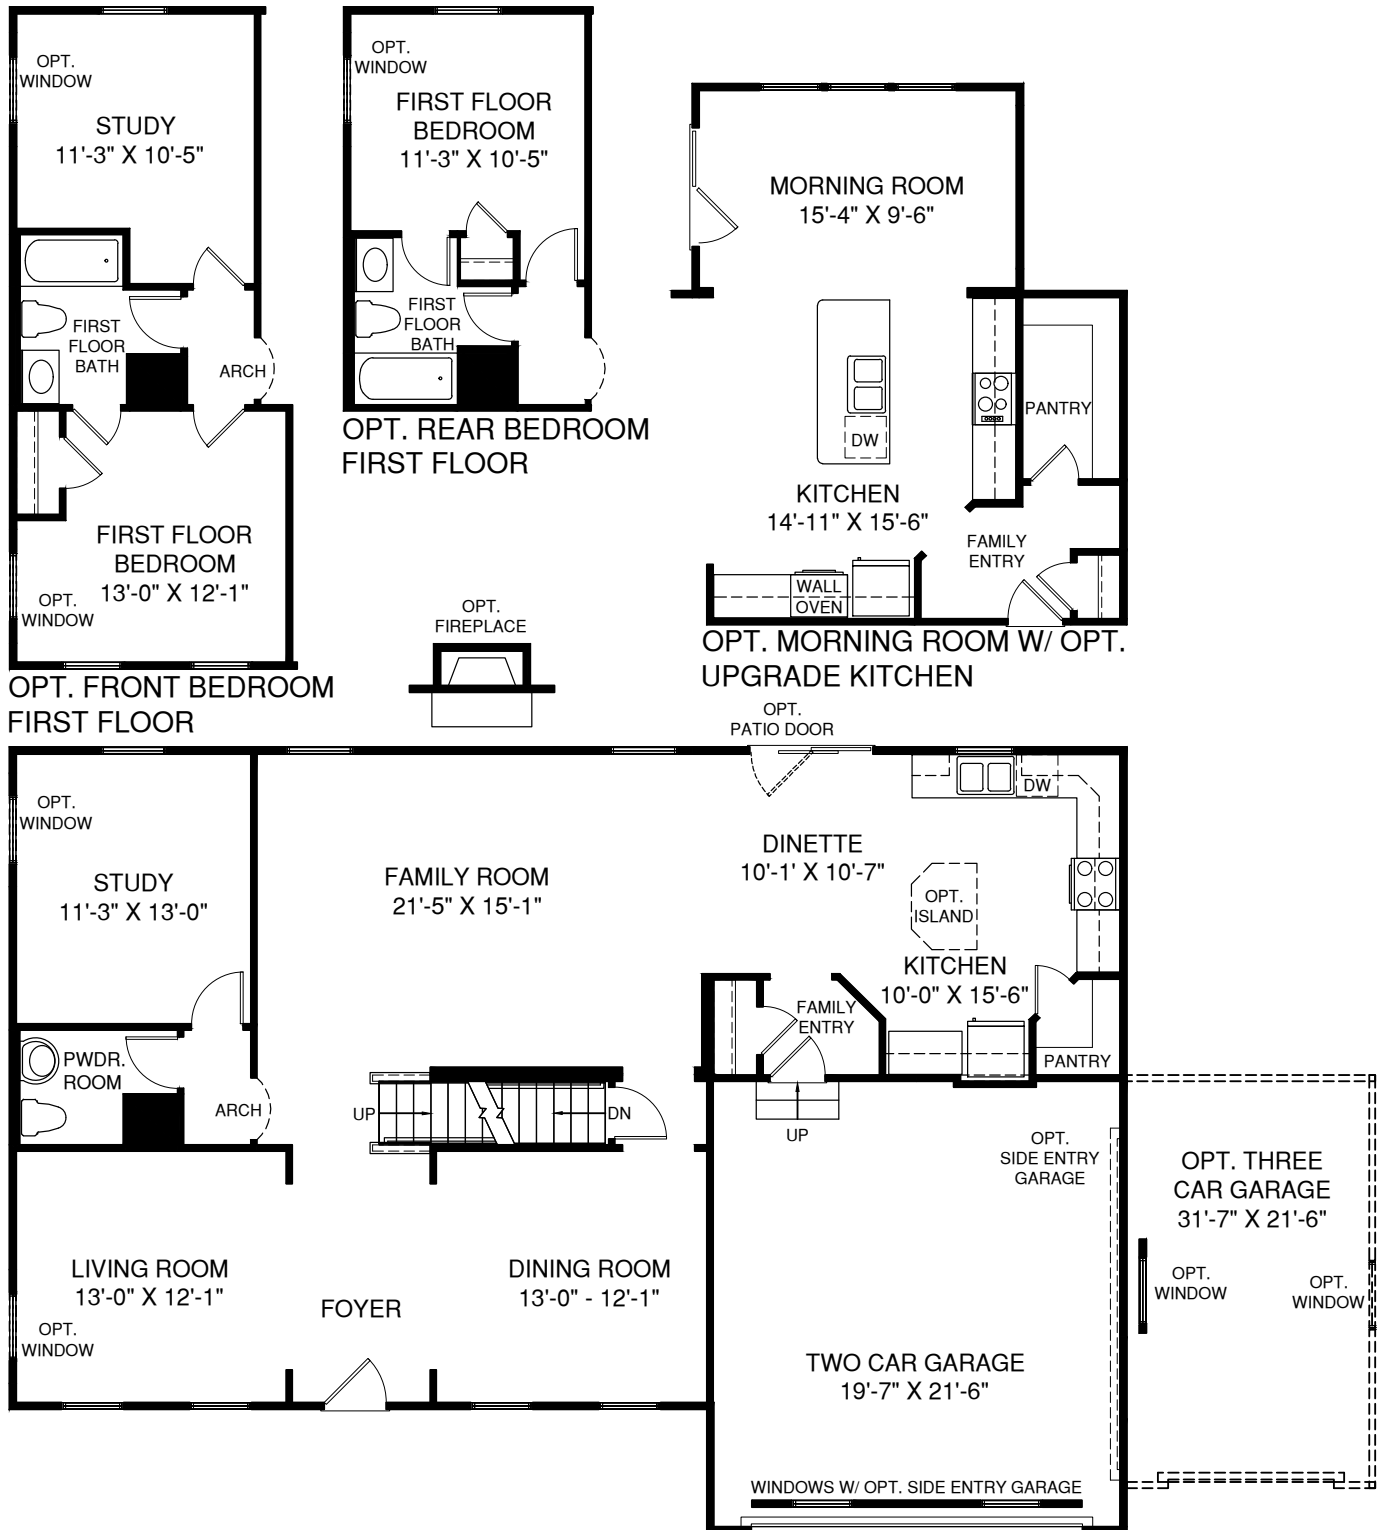 OPT.
WINDOW
STUDY
11'-3" X 10'-5"
FIRST
FLOOR
BATH
ARCH
FIRST FLOOR
BEDROOM
13'-0" X 12'-1"
OPT.
WINDOW
OPT. FRONT BEDROOM
FIRST FLOOR
OPT.
WINDOW
FIRST FLOOR
BEDROOM
11'-3" X 10'-5"
FIRST
FLOOR
BATH
OPT. REAR BEDROOM
FIRST FLOOR
OPT.
FIREPLACE
MORNING ROOM
15'-4" X 9'-6"
PANTRY
DW
KITCHEN
14'-11" X 15'-6"
FAMILY
ENTRY
WALL
OVEN
OPT. MORNING ROOM W/ OPT.
UPGRADE KITCHEN
OPT.
PATIO DOOR
OPT.
WINDOW
STUDY
11'-3" X 13'-0"
FAMILY ROOM
21'-5" X 15'-1"
DINETTE
10'-1' X 10'-7"
DW
OPT.
ISLAND
KITCHEN
10'-0" X 15'-6"
FAMILY
ENTRY
PANTRY
PWDR.
ROOM
ARCH
UP
DN
UP
OPT.
SIDE ENTRY
GARAGE
OPT. THREE
CAR GARAGE
31'-7" X 21'-6"
OPT.
WINDOW
OPT.
WINDOW
LIVING ROOM
13'-0" X 12'-1"
OPT.
WINDOW
FOYER
DINING ROOM
13'-0" - 12'-1"
TWO CAR GARAGE
19'-7" X 21'-6"
WINDOWS W/ OPT. SIDE ENTRY GARAGE